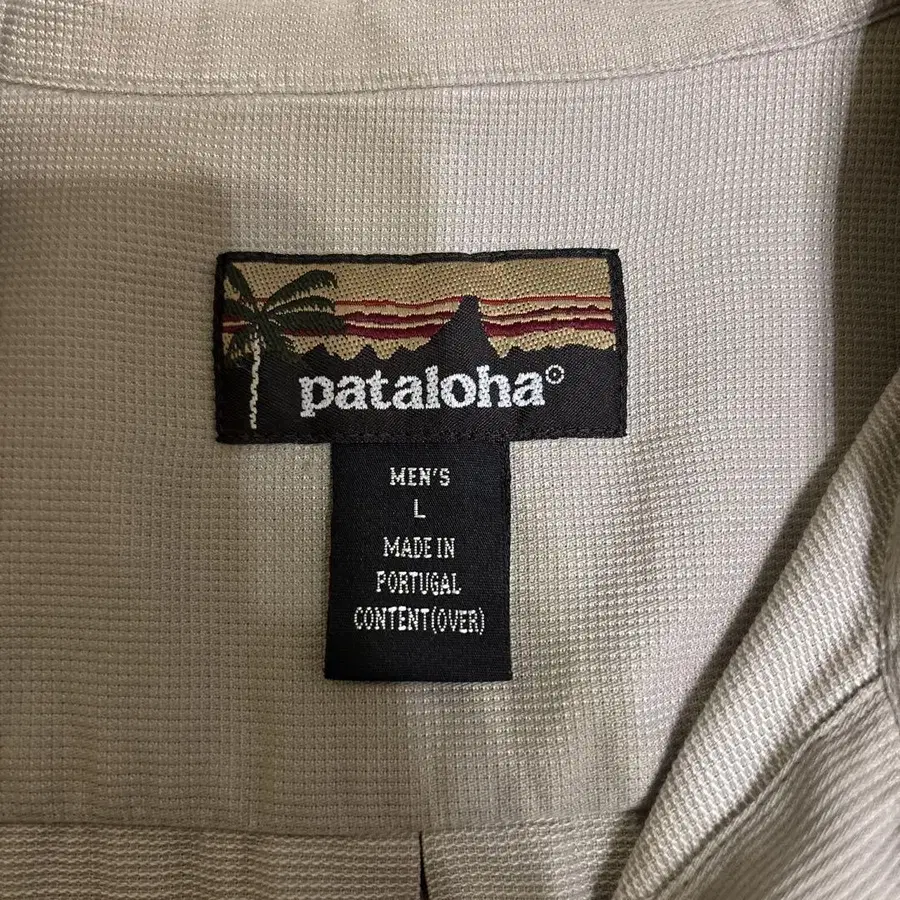 pataloha®
MEN'S
L
MADE IN
PORTUGAL
CONTENT(OVER)